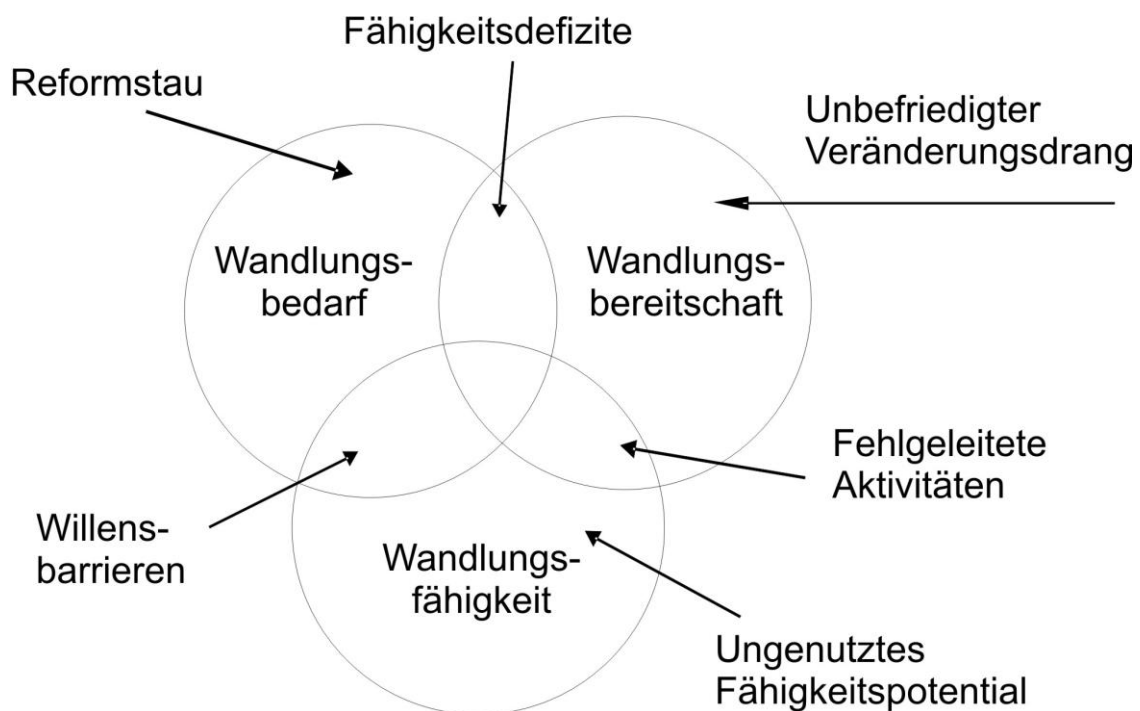 Fähigkeitsdefizite
Reformstau
Unbefriedigter
Veränderungsdrang
Wandlungs-
bedarf
Wandlungs-
bereitschaft
Fehlgeleitete
Aktivitäten
Willens-
barrieren
Wandlungs-
fähigkeit
Ungenutztes
Fähigkeitspotential